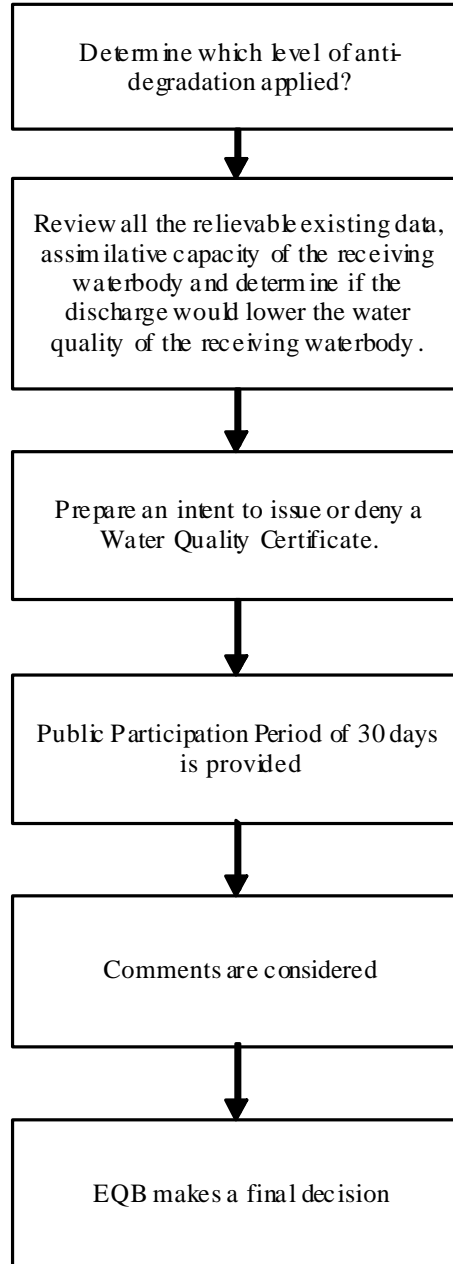 Determine which level of anti-
degradation applied?
Review all the relievable existing data,
assimilative capacity of the receiving
waterbody and determine if the
discharge would lower the water
quality of the receiving waterbody.
Prepare an intent to issue or deny a
Water Quality Certificate.
Public Participation Period of 30 days
is provided
Comments are considered
EQB makes a final decision